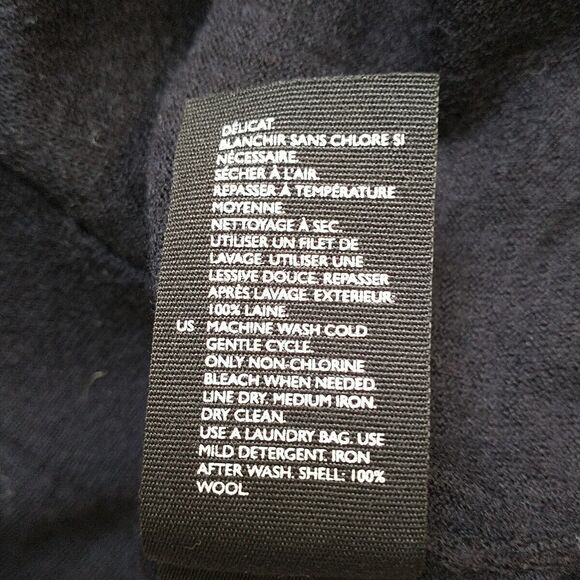 DÉLICAT.
BLANCHIR SANS CHLORE SI
NÉCESSAIRE.
SÉCHER À L'AIR.
REPASSER À TEMPÉRATURE
MOYENNE.
NETTOYAGE À SEC.
UTILISER UN FILET DE
LAVAGE. UTILISER UNE
LESSIVE DOUCE. REPASSER
APRÈS LAVAGE. EXTERIEUR:
100% LAINE.
US MACHINE WASH COLD
GENTLE CYCLE.
ONLY NON-CHLORINE
BLEACH WHEN NEEDED.
LINE DRY. MEDIUM IRON.
DRY CLEAN.
USE A LAUNDRY BAG. USE
MILD DETERGENT. IRON
AFTER WASH. SHELL: 100%
WOOL.